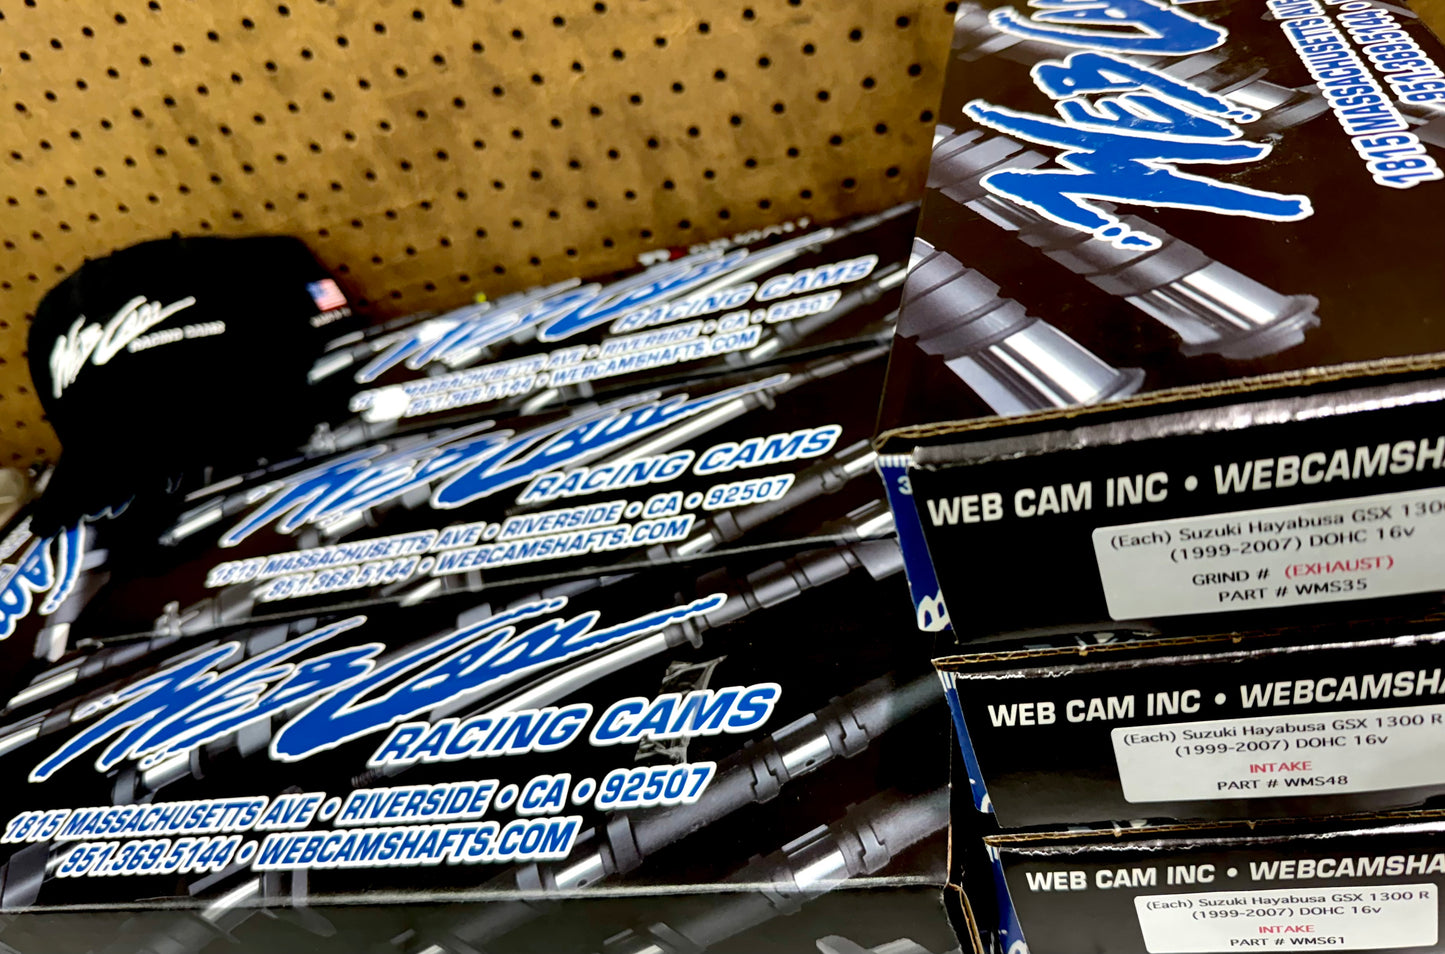 WEB CAM
RACING CAMS
RACING CAMS
MASSACHUSETTS AVE • RIVERSIDE • CA • 92507
951.369.5144 • WEBCAMSHAFTS.COM
WEB CAM
RACING CAMS
1815 MASSACHUSETTS AVE • RIVERSIDE • CA • 92507
951.369.5144 • WEBCAMSHAFTS.COM
WEB CAM
RACING CAMS
1815 MASSACHUSETTS AVE • RIVERSIDE • CA • 92507
951.369.5144 • WEBCAMSHAFTS.COM
WEB CAM
WEB
1815 MASSACHUSETTS AVE
951.369.5144 •
WEB CAM INC • WEBCAMSHA
(Each) Suzuki Hayabusa GSX 130
(1999-2007) DOHC 16v
GRIND # (EXHAUST)
PART # WMS35
WEB CAM INC • WEBCAMSHA
(Each) Suzuki Hayabusa GSX 1300 R
(1999-2007) DOHC 16v
INTAKE
PART # WMS48
WEB CAM INC • WEBCAMSHA
(Each) Suzuki Hayabusa GSX 1300 R
(1999-2007) DOHC 16v
INTAKE
PART # WMS61